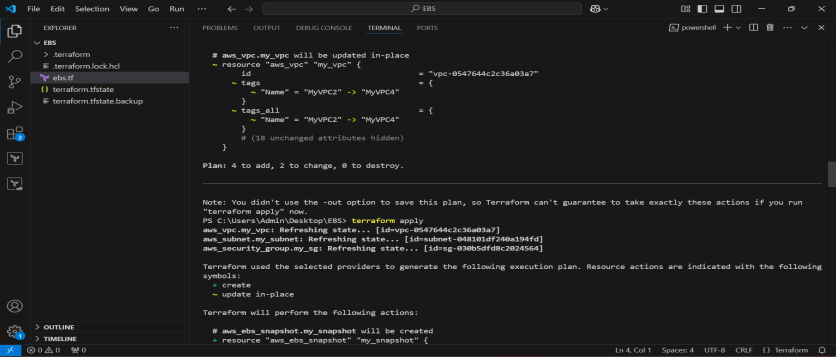 File Edit Selection View Go Run ··· EBS
EXPLORER ···
EBS
.terraform
.terraform.lock.hcl
ebs.tf
terraform.tfstate
terraform.tfstate.backup
OUTLINE
TIMELINE
2
1
PROBLEMS OUTPUT DEBUG CONSOLE TERMINAL PORTS powershell
# aws_vpc.my_vpc will be updated in-place
~ resource "aws_vpc" "my_vpc" {
id = "vpc-0547644c2c36a03a7"
~ tags = {
~ "Name" = "MyVPC2" -> "MyVPC4"
}
~ tags_all = {
~ "Name" = "MyVPC2" -> "MyVPC4"
}
# (18 unchanged attributes hidden)
}
Plan: 4 to add, 2 to change, 0 to destroy.
Note: You didn't use the -out option to save this plan, so Terraform can't guarantee to take exactly these actions if you run
"terraform apply" now.
PS C:\Users\Admin\Desktop\EBS> terraform apply
aws_vpc.my_vpc: Refreshing state... [id=vpc-0547644c2c36a03a7]
aws_subnet.my_subnet: Refreshing state... [id=subnet-048101df240a194fd]
aws_security_group.my_sg: Refreshing state... [id=sg-030b5dfd8c2024564]
Terraform used the selected providers to generate the following execution plan. Resource actions are indicated with the following
symbols:
+ create
~ update in-place
Terraform will perform the following actions:
# aws_ebs_snapshot.my_snapshot will be created
+ resource "aws_ebs_snapshot" "my_snapshot" {
0 0 0 Ln 4, Col 1 Spaces: 4 UTF-8 CRLF {} Terraform